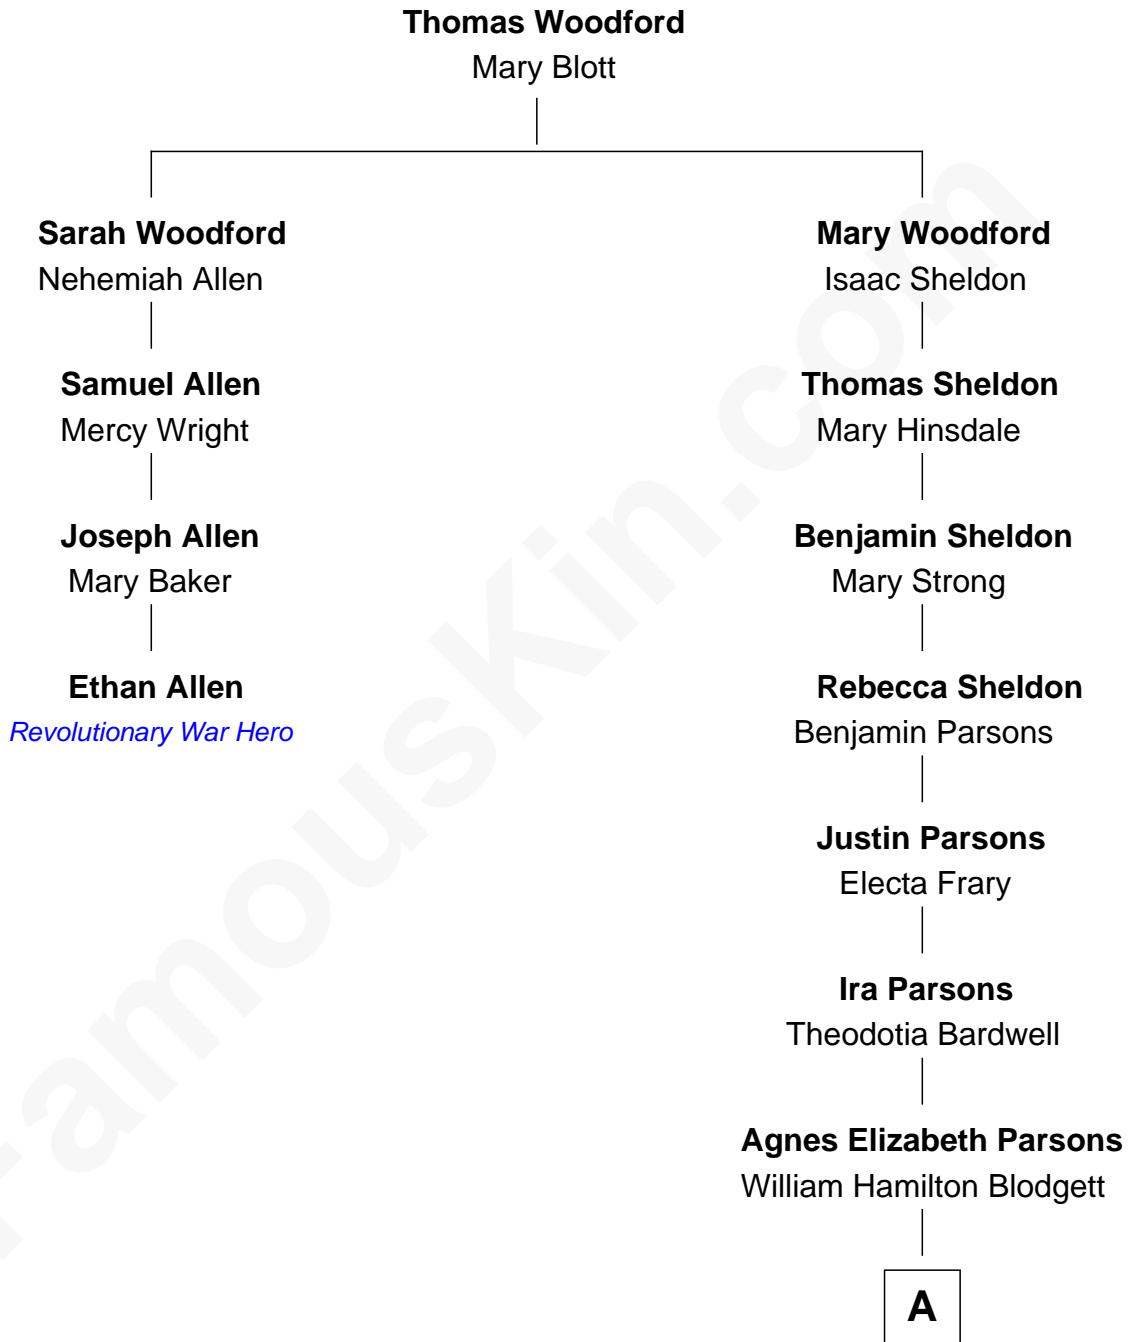 Thomas Woodford
Mary Blott
Sarah Woodford
Nehemiah Allen
Mary Woodford
Isaac Sheldon
Samuel Allen
Mercy Wright
Thomas Sheldon
Mary Hinsdale
Joseph Allen
Mary Baker
Benjamin Sheldon
Mary Strong
Ethan Allen
Revolutionary War Hero
Rebecca Sheldon
Benjamin Parsons
Justin Parsons
Electa Frary
Ira Parsons
Theodotia Bardwell
Agnes Elizabeth Parsons
William Hamilton Blodgett
A
FamousKin.com